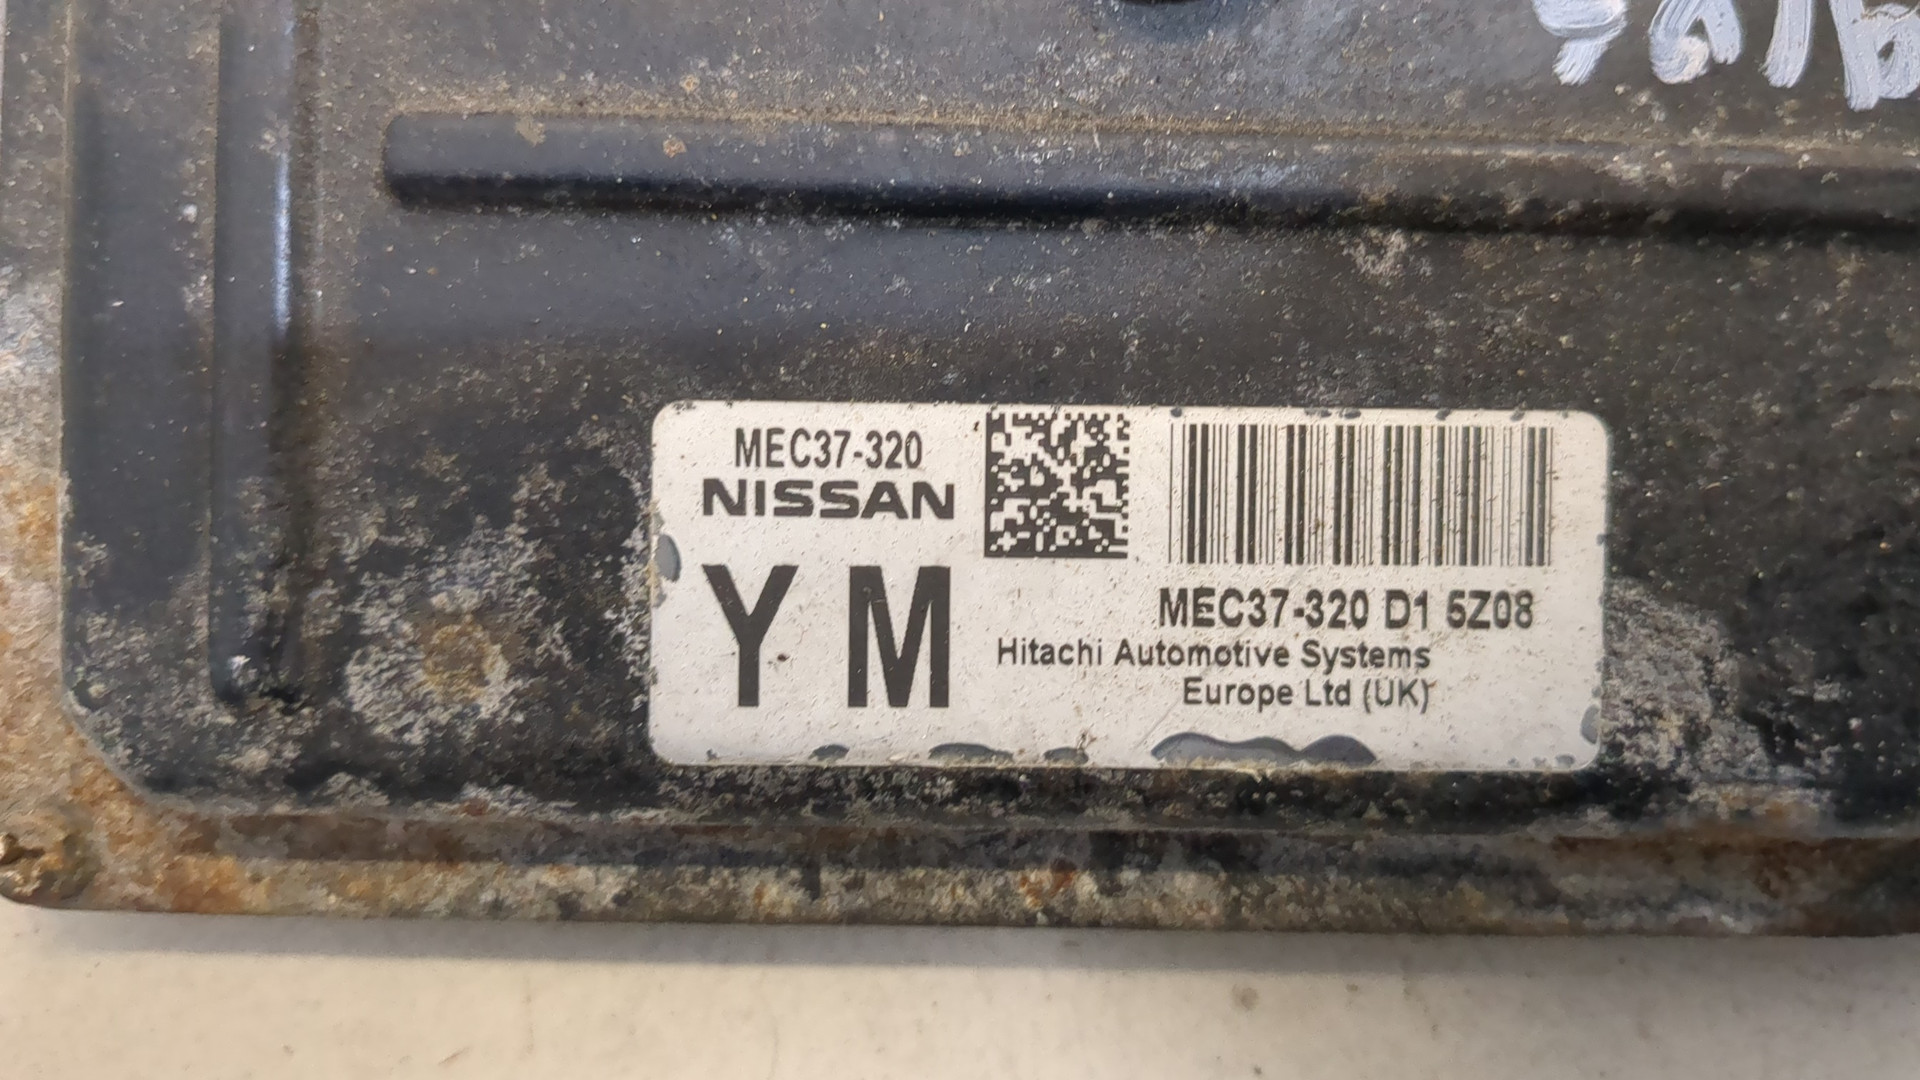 MEC37-320
NISSAN
Y M
MEC37-320 D1 5Z08
Hitachi Automotive Systems
Europe Ltd (UK)